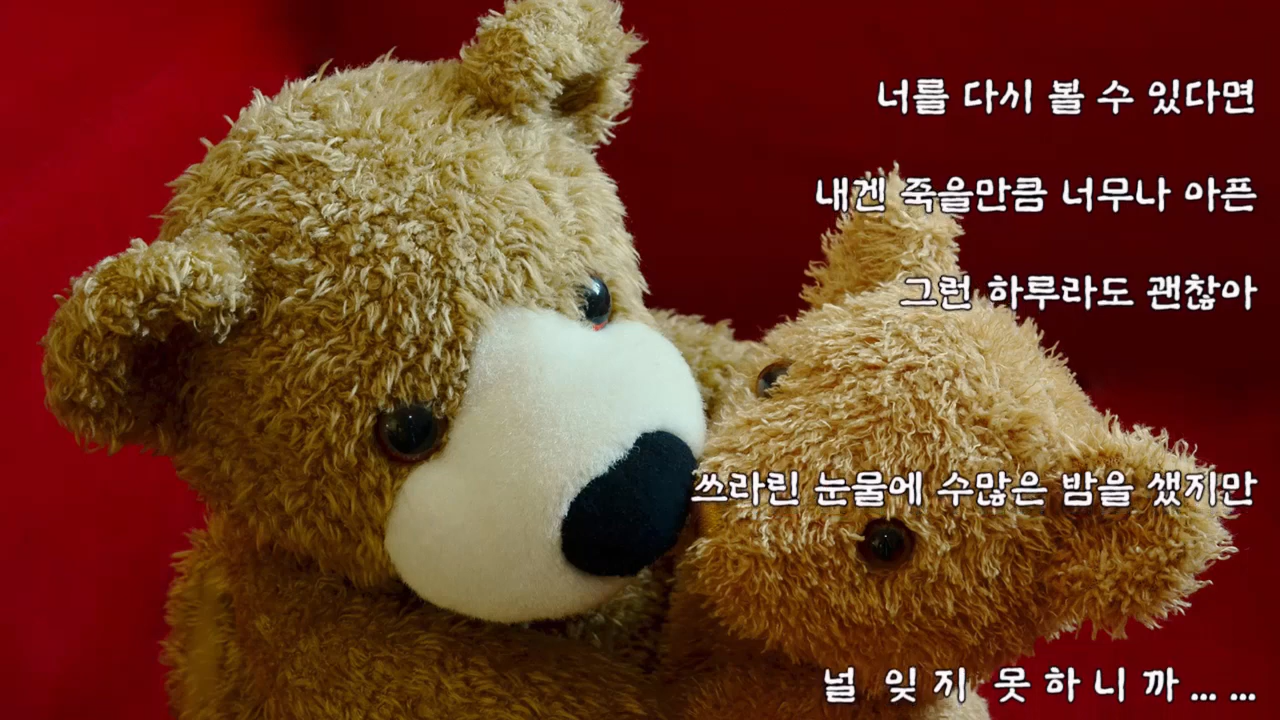 너를 다시 볼 수 있다면
내겐 죽을만큼 너무나 아픈
그런 하루라도 괜찮아
쓰라린 눈물에 수많은 밤을 샜지만
널 잊지 못하니까... ...